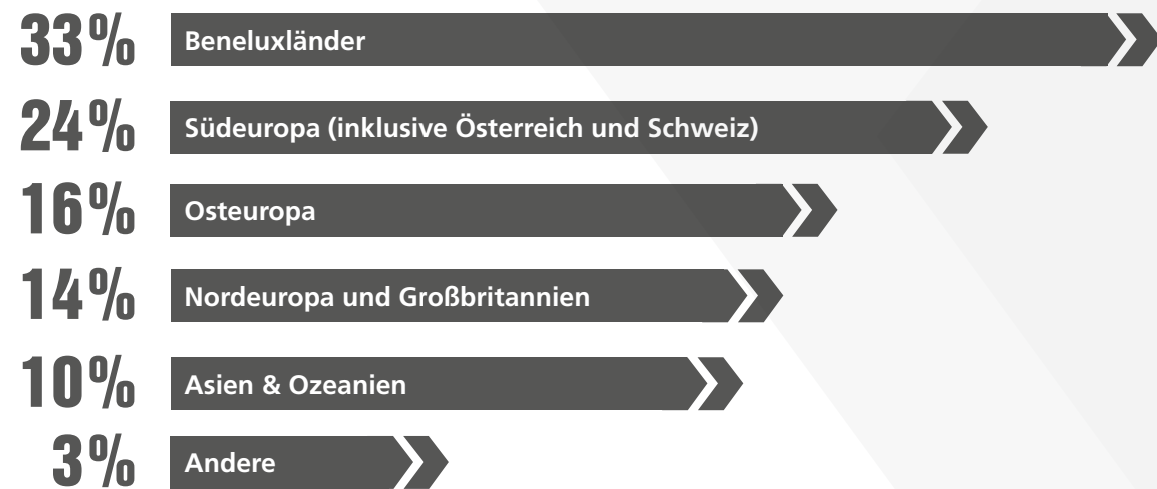 33% Beneluxländer
24% Südeuropa (inklusive Österreich und Schweiz)
16% Osteuropa
14% Nordeuropa und Großbritannien
10% Asien & Ozeanien
3% Andere